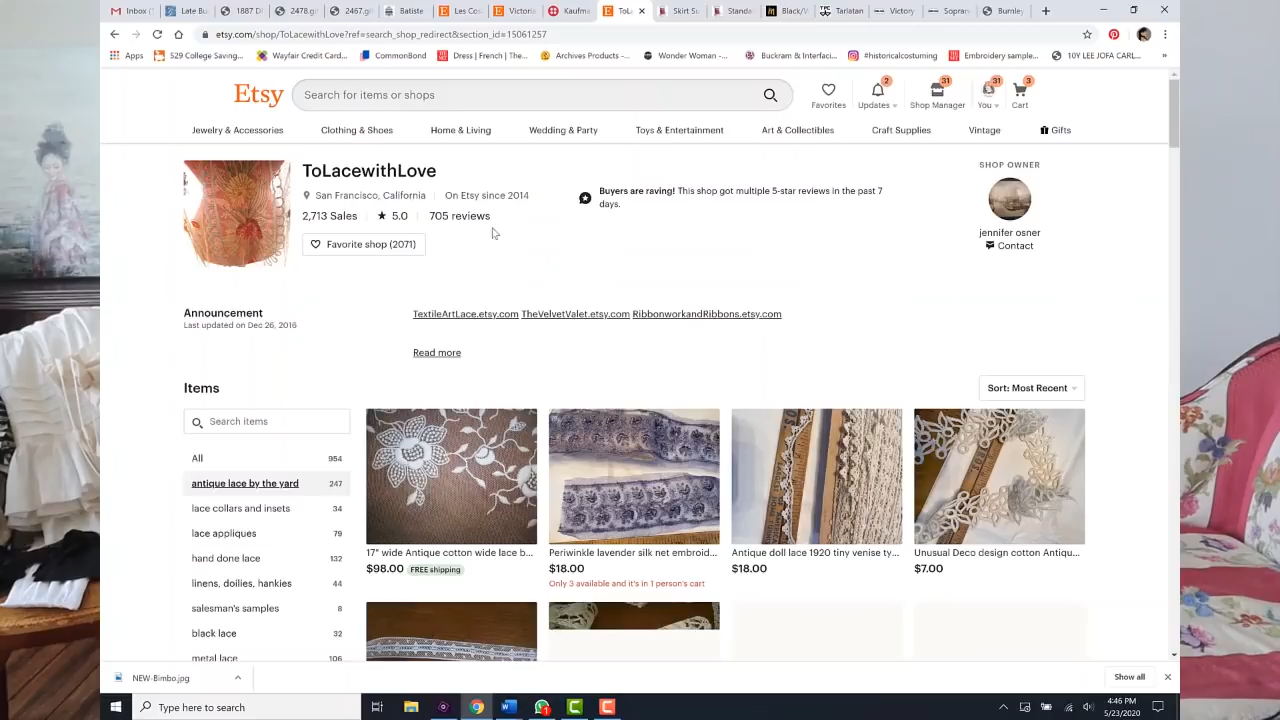 1887 Di
2240 (
2467.g
Es Cos
Victoria
Kaufma
ToL
Skirt Su
Standa
Black/V
Tarlatan
Victory
Sopran
Burnley
etsy.com/shop/ToLacewithLove?ref=search_shop_redirect&section_id=15061257
Apps
529 College Saving...
Wayfair Credit Card...
CommonBond
Dress | French | The...
Archives Products -...
Wonder Woman -...
Buckram & Interfaci...
#historicalcostuming
Embroidery sample...
10Y LEE JOFA CARL...
Etsy
Search for items or shops
Favorites
2
Updates
31
Shop Manager
31
You
3
Cart
Jewelry & Accessories
Clothing & Shoes
Home & Living
Wedding & Party
Toys & Entertainment
Art & Collectibles
Craft Supplies
Vintage
Gifts
ToLacewithLove
San Francisco, California
On Etsy since 2014
2,713 Sales
5.0
705 reviews
Favorite shop (2071)
Buyers are raving! This shop got multiple 5-star reviews in the past 7
days.
SHOP OWNER
jennifer osner
Contact
Announcement
Last updated on Dec 26, 2016
TextileArtLace.etsy.com TheVelvetValet.etsy.com RibbonworkandRibbons.etsy.com
Read more
Items
Sort: Most Recent
Search items
All 954
antique lace by the yard 247
lace collars and insets 34
lace appliques 79
hand done lace 132
linens, doilies, hankies 44
salesman's samples 8
black lace 32
metal lace 106
17" wide Antique cotton wide lace b...
$98.00 FREE shipping
Periwinkle lavender silk net embroid...
$18.00
Only 3 available and it's in 1 person's cart
Antique doll lace 1920 tiny venise ty...
$18.00
Unusual Deco design cotton Antiqu...
$7.00
NEW-Bimbo.jpg
Show all
Type here to search
4:46 PM
5/23/2020